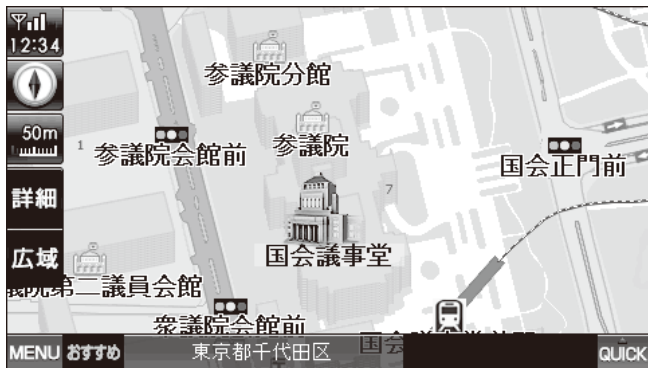 12:34
参議院分館
50m
1
参議院会館前
参議院
国会正門前
詳細
7
広域
国会議事堂
議院第二議員会館
衆議院会館前
MENU
おすすめ
東京都千代田区
QUICK